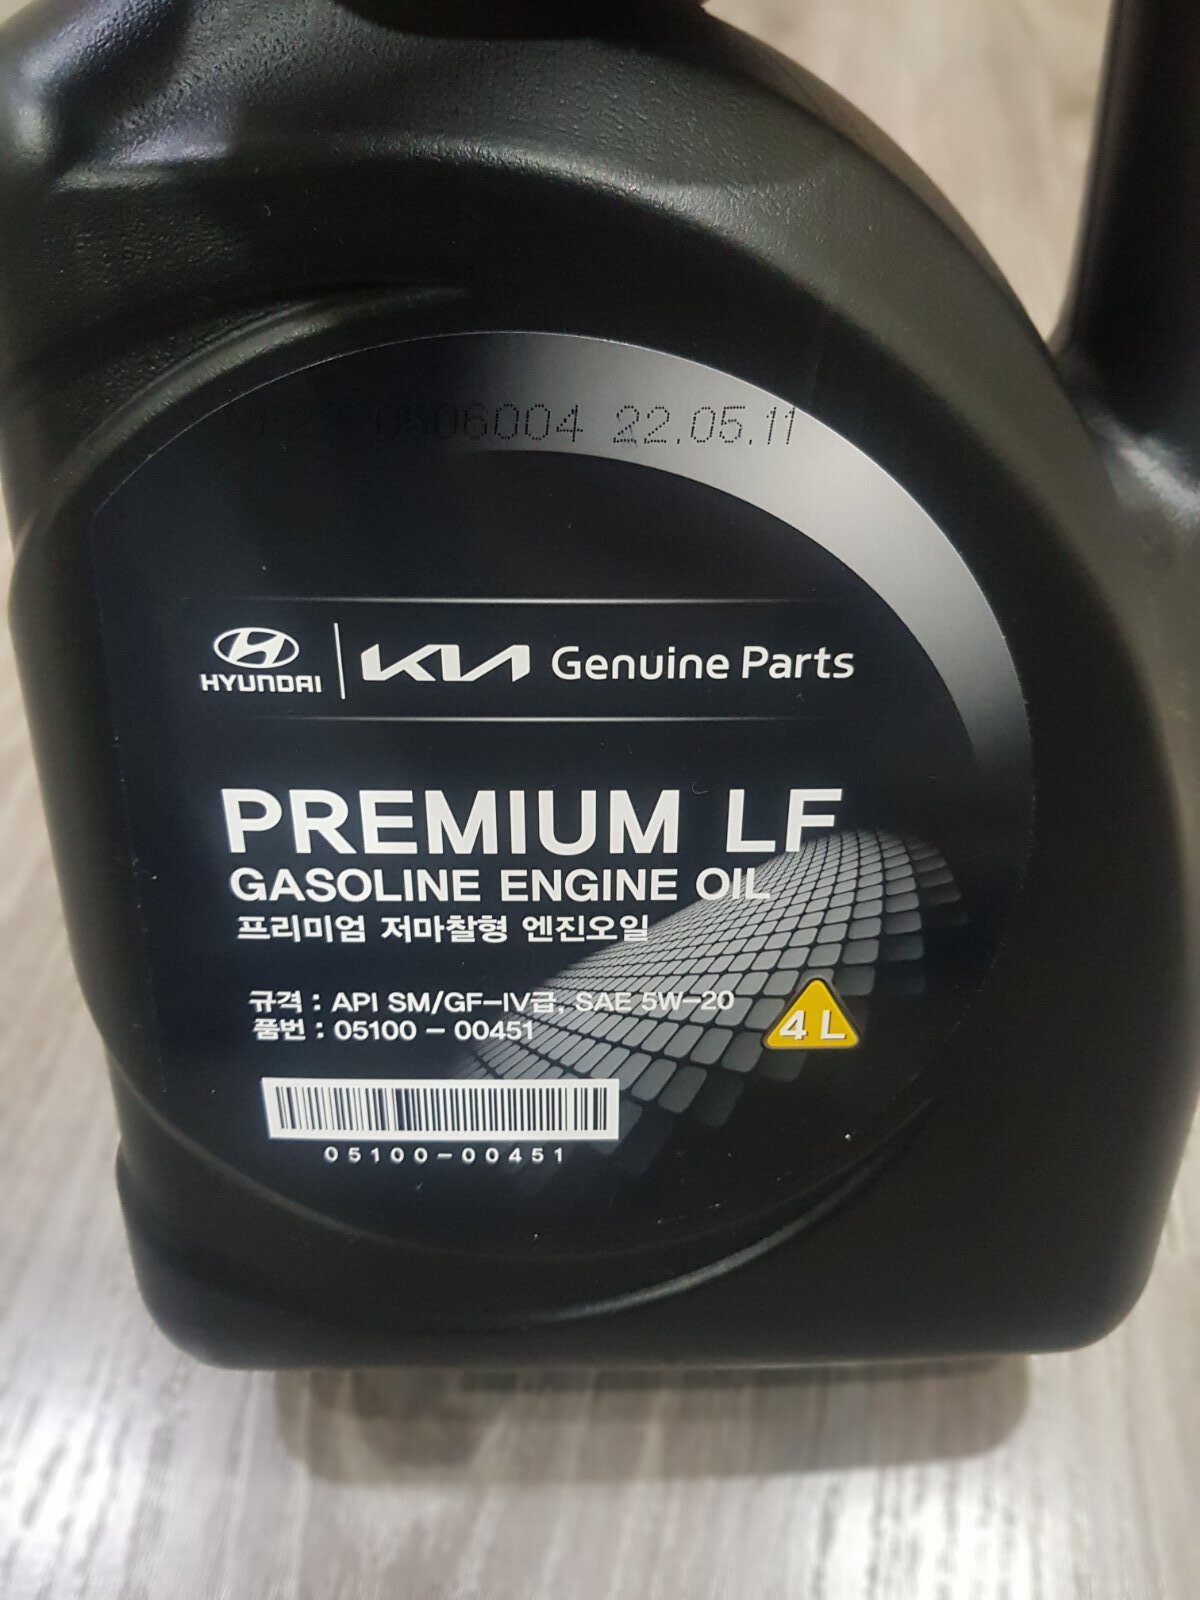 06004 22.05.11
HYUNDAI KIA Genuine Parts
PREMIUM LF
GASOLINE ENGINE OIL
프리미엄 저마찰형 엔진오일
규격 : API SM/GF-IV급, SAE 5W-20
품번 : 05100 - 00451
4 L
05100-00451